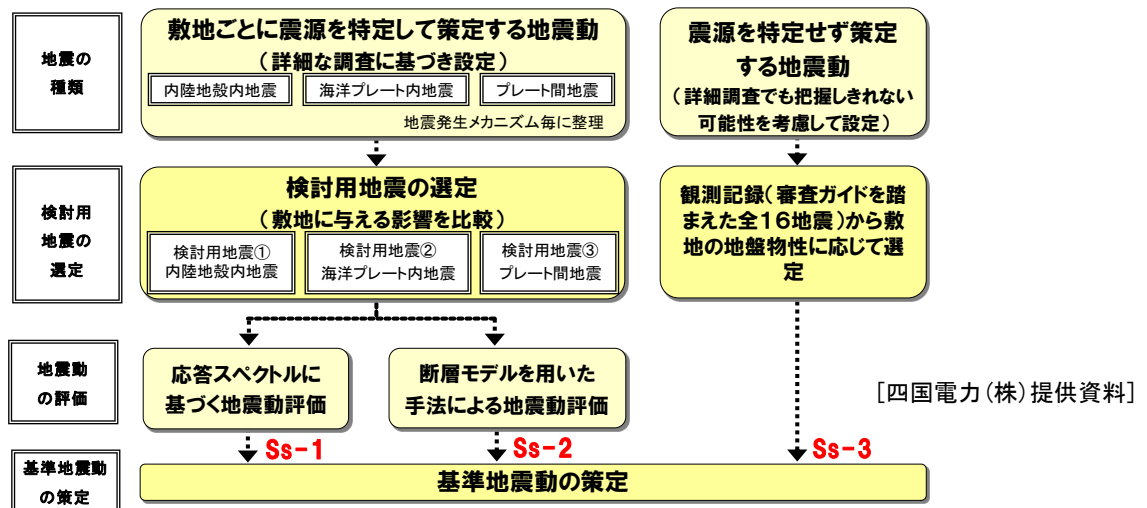 地震の
種類
敷地ごとに震源を特定して策定する地震動
（詳細な調査に基づき設定）
内陸地殻内地震
海洋プレート内地震
プレート間地震
地震発生メカニズム毎に整理
震源を特定せず策定
する地震動
（詳細調査でも把握しきれない
可能性を考慮して設定）
検討用
地震の
選定
検討用地震の選定
（敷地に与える影響を比較）
検討用地震①
内陸地殻内地震
検討用地震②
海洋プレート内地震
検討用地震③
プレート間地震
観測記録（審査ガイドを踏
まえた全１６地震）から敷
地の地盤物性に応じて選
定
地震動
の評価
応答スペクトルに
基づく地震動評価
断層モデルを用いた
手法による地震動評価
［四国電力（株）提供資料］
Ss-1
Ss-2
Ss-3
基準地震動
の策定
基準地震動の策定